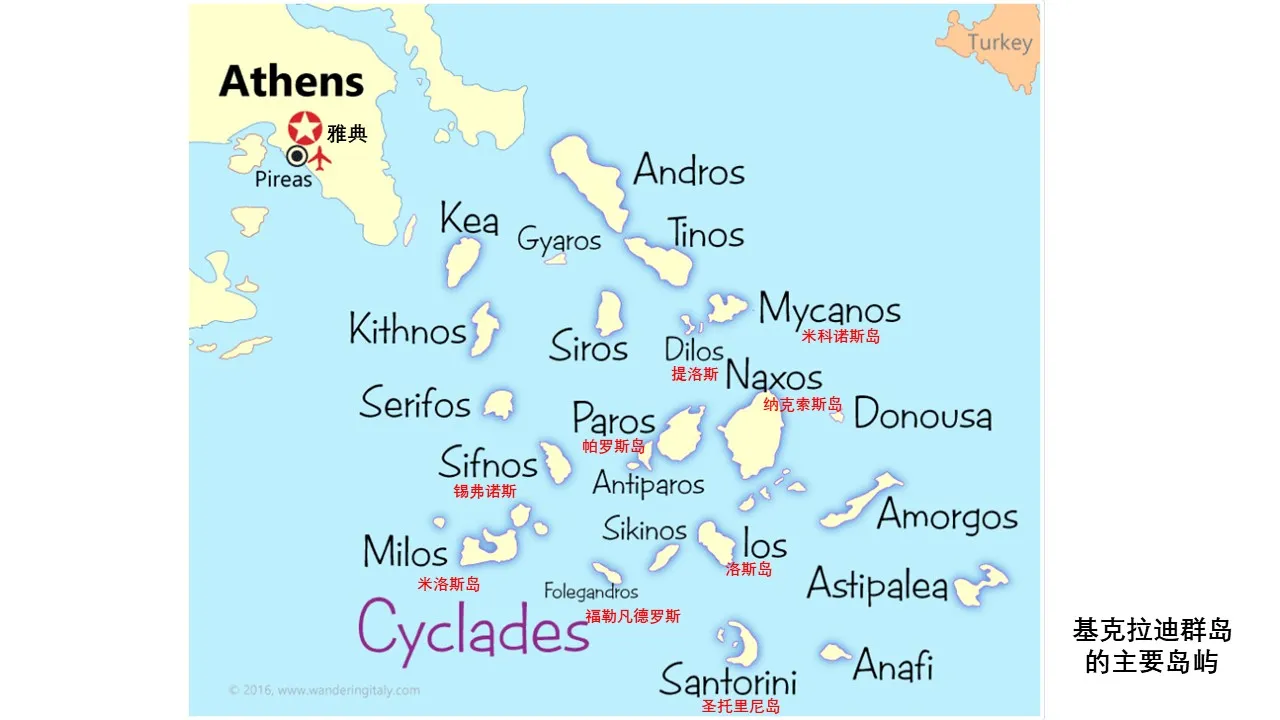 Turkey
Athens
雅典
Pireas
Andros
Kea
Gyaros
Tinos
Mycanos
米科诺斯岛
Kithnos
Siros
Dilos
提洛斯
Naxos
纳克索斯岛
Serifos
Paros
帕罗斯岛
Donousa
Sifnos
锡弗诺斯
Antiparos
Amorgos
Sikinos
Milos
米洛斯岛
Ios
洛斯岛
Folegandros
福勒凡德罗斯
Astipalea
Cyclades
基克拉迪群岛
的主要岛屿
Anafi
Santorini
圣托里尼岛
© 2016, www.wanderingitaly.com